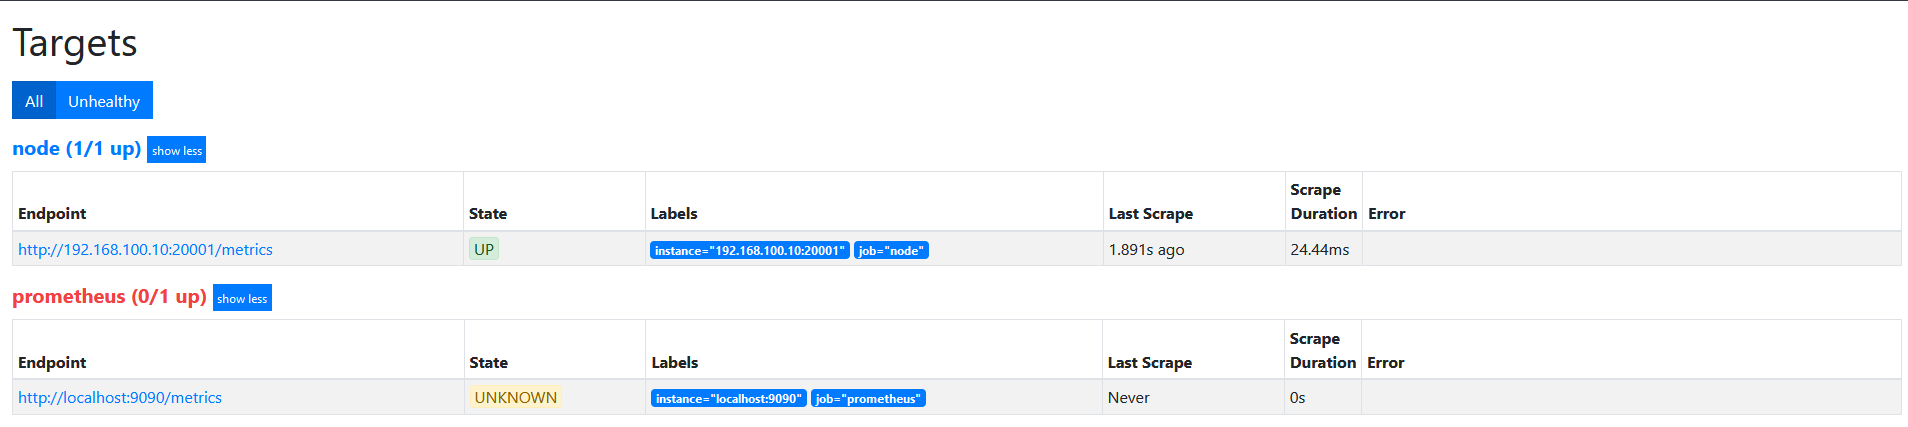 Targets
All Unhealthy
node (1/1 up) show less
Endpoint State Labels Last Scrape Scrape Duration Error
http://192.168.100.10:20001/metrics UP instance="192.168.100.10:20001" job="node" 1.891s ago 24.44ms
prometheus (0/1 up) show less
Endpoint State Labels Last Scrape Scrape Duration Error
http://localhost:9090/metrics UNKNOWN instance="localhost:9090" job="prometheus" Never 0s